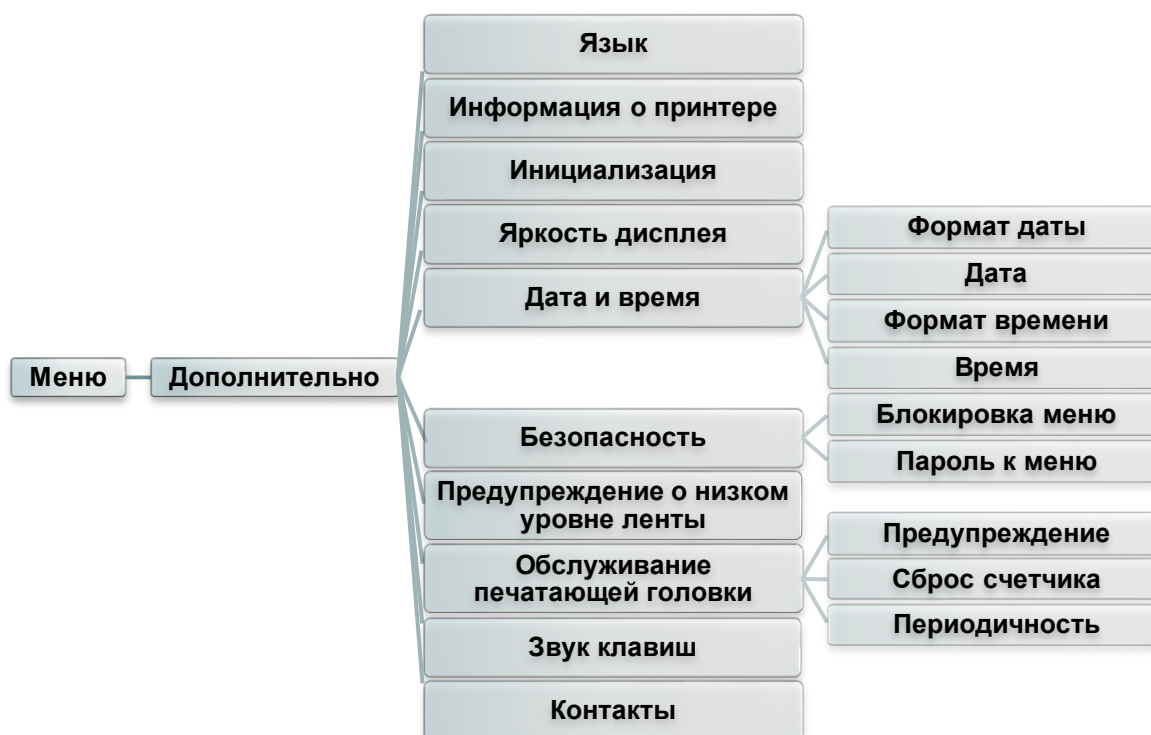 Меню
Дополнительно
Язык
Информация о принтере
Инициализация
Яркость дисплея
Дата и время
Формат даты
Дата
Формат времени
Время
Безопасность
Блокировка меню
Пароль к меню
Предупреждение о низком
уровне ленты
Обслуживание
печатающей головки
Предупреждение
Сброс счетчика
Периодичность
Звук клавиш
Контакты